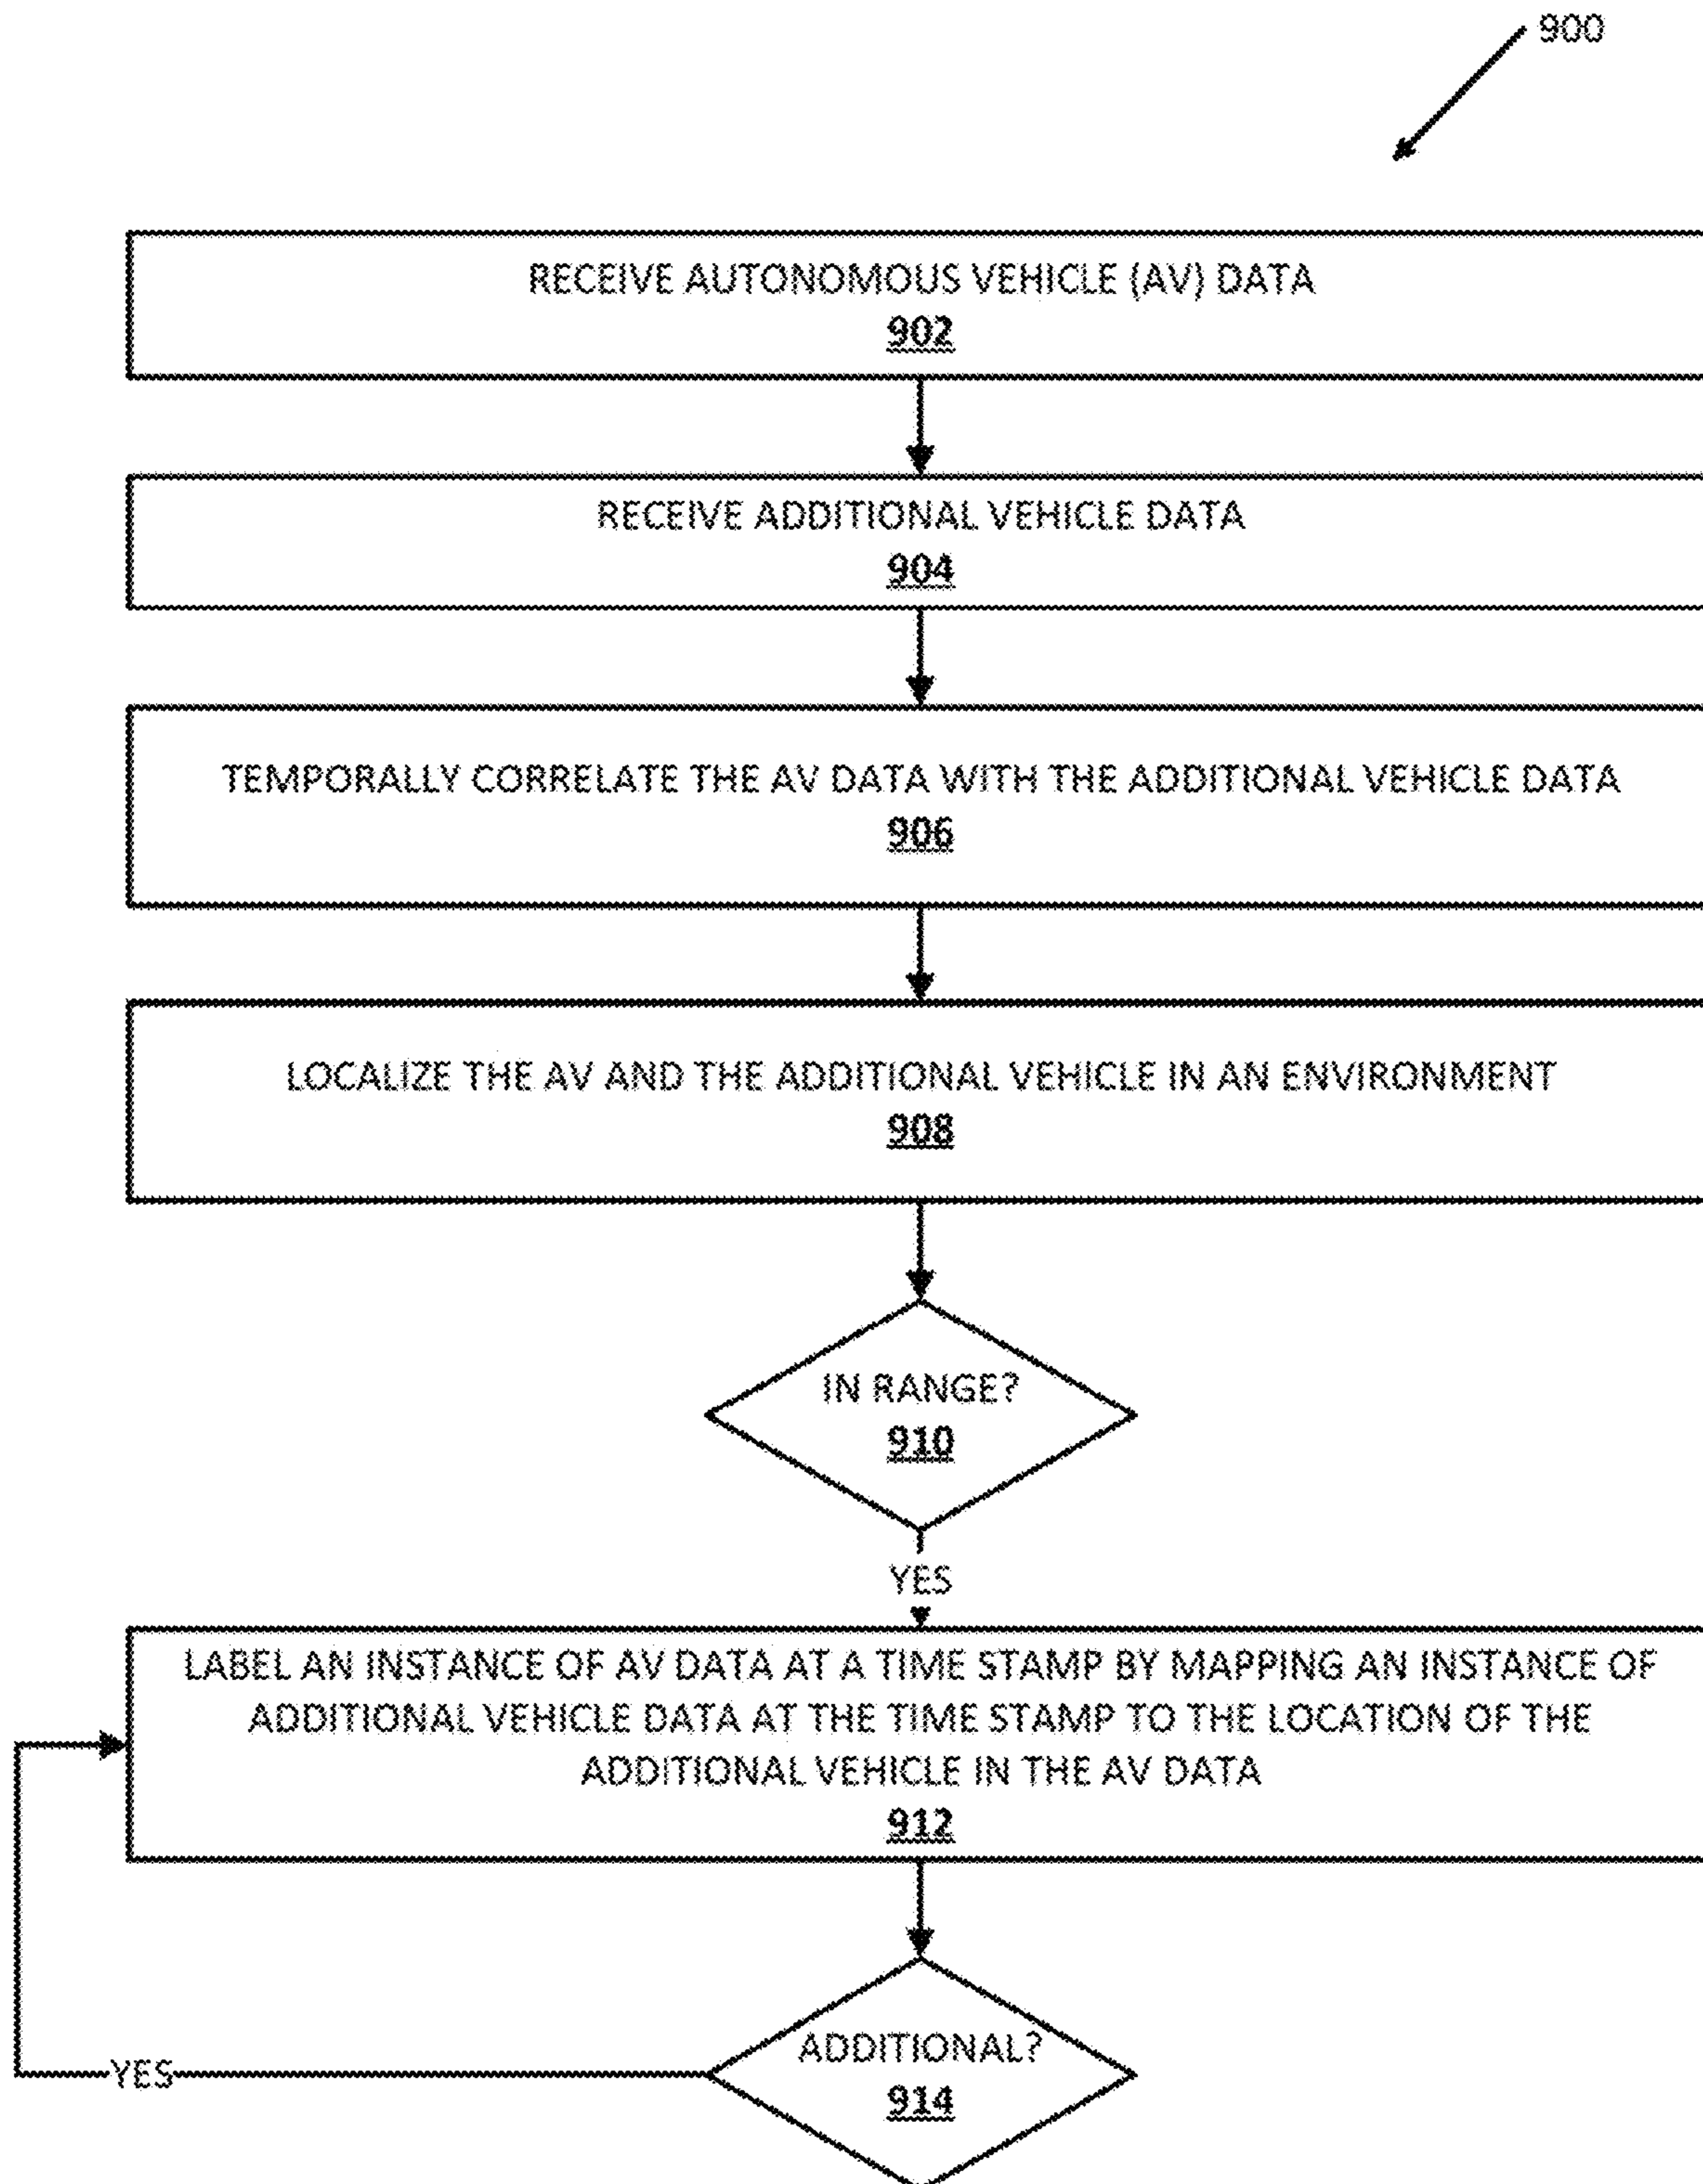 900
RECEIVE AUTONOMOUS VEHICLE (AV) DATA
902
RECEIVE ADDITIONAL VEHICLE DATA
904
TEMPORALLY CORRELATE THE AV DATA WITH THE ADDITIONAL VEHICLE DATA
906
LOCALIZE THE AV AND THE ADDITIONAL VEHICLE IN AN ENVIRONMENT
908
IN RANGE?
910
YES
LABEL AN INSTANCE OF AV DATA AT A TIME STAMP BY MAPPING AN INSTANCE OF
ADDITIONAL VEHICLE DATA AT THE TIME STAMP TO THE LOCATION OF THE
ADDITIONAL VEHICLE IN THE AV DATA
912
ADDITIONAL?
914
YES